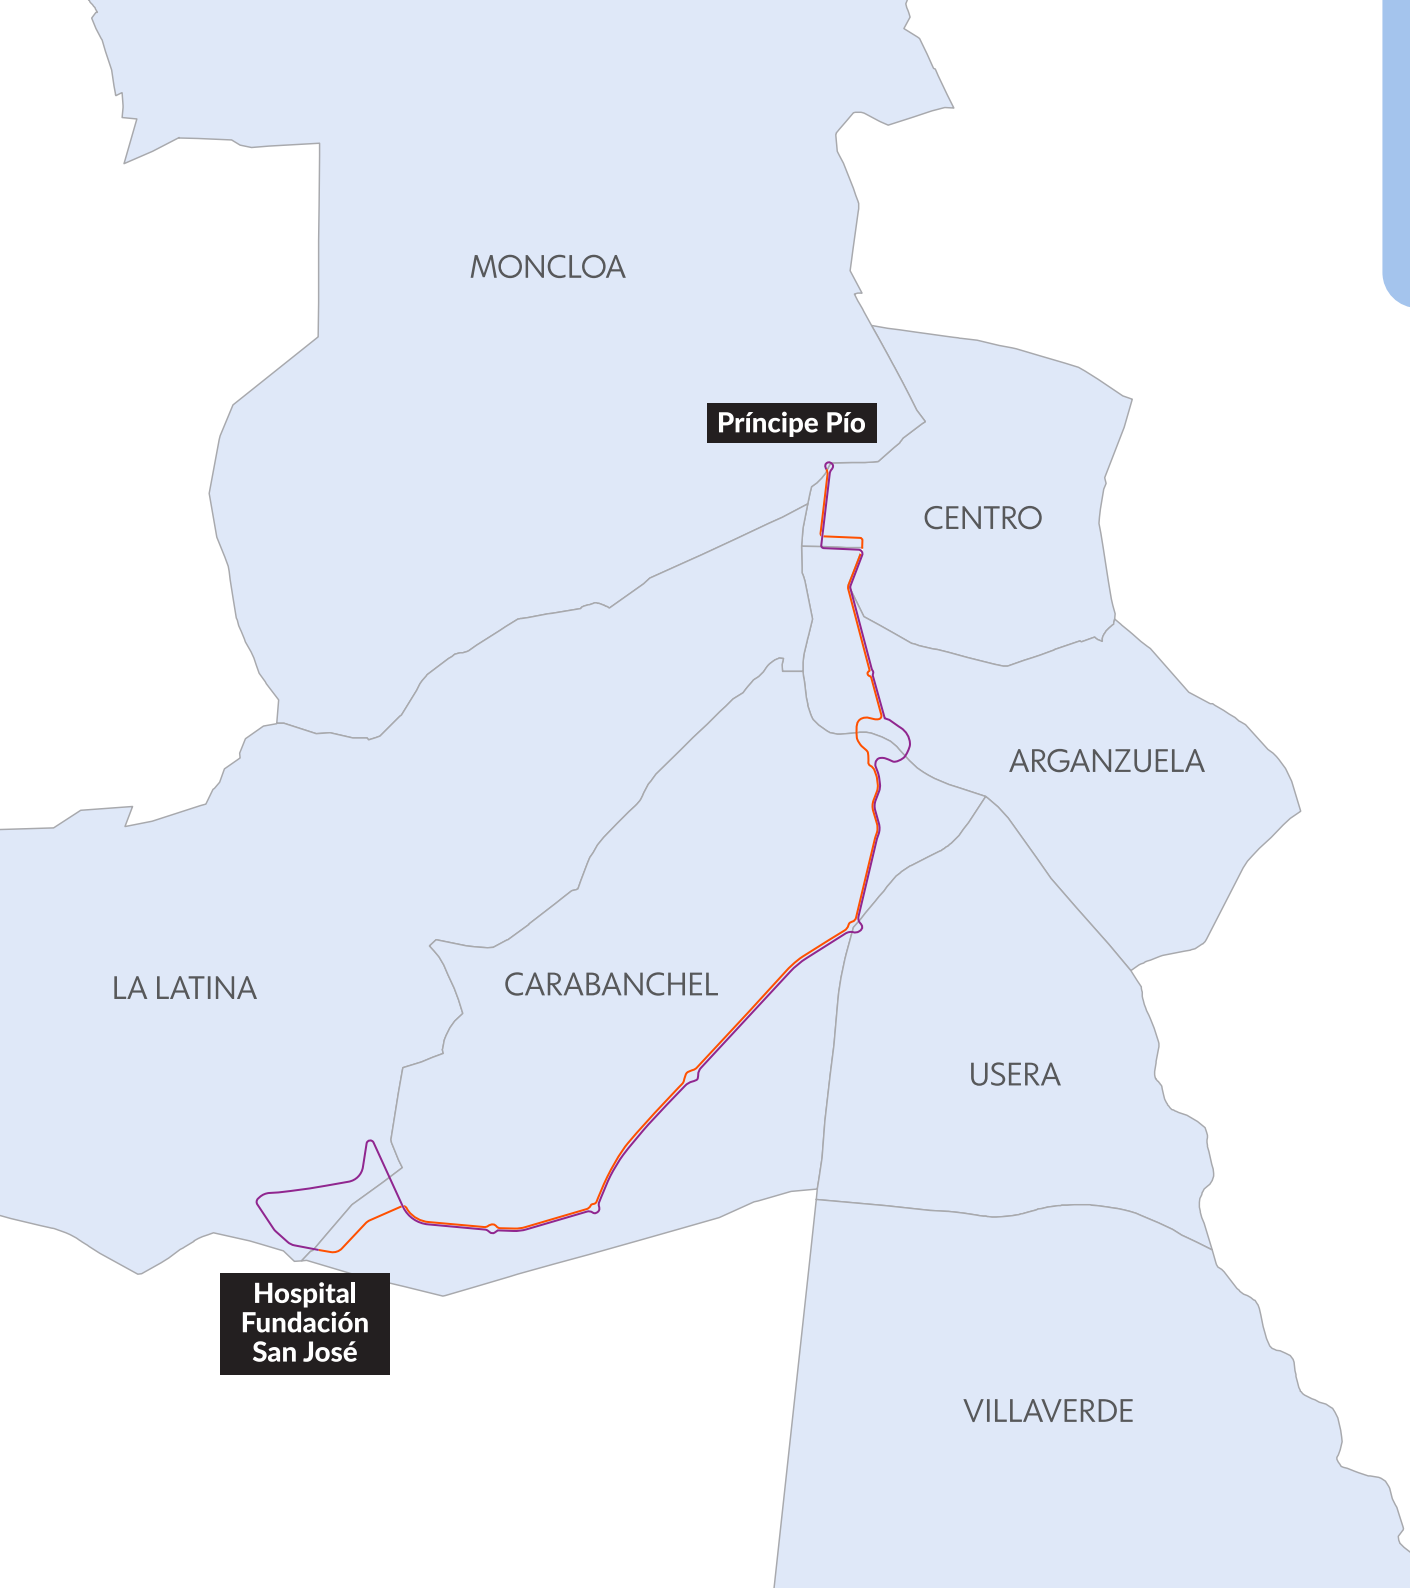 MONCLOA
Príncipe Pío
CENTRO
ARGANZUELA
LA LATINA
CARABANCHEL
USERA
Hospital
Fundación
San José
VILLAVERDE